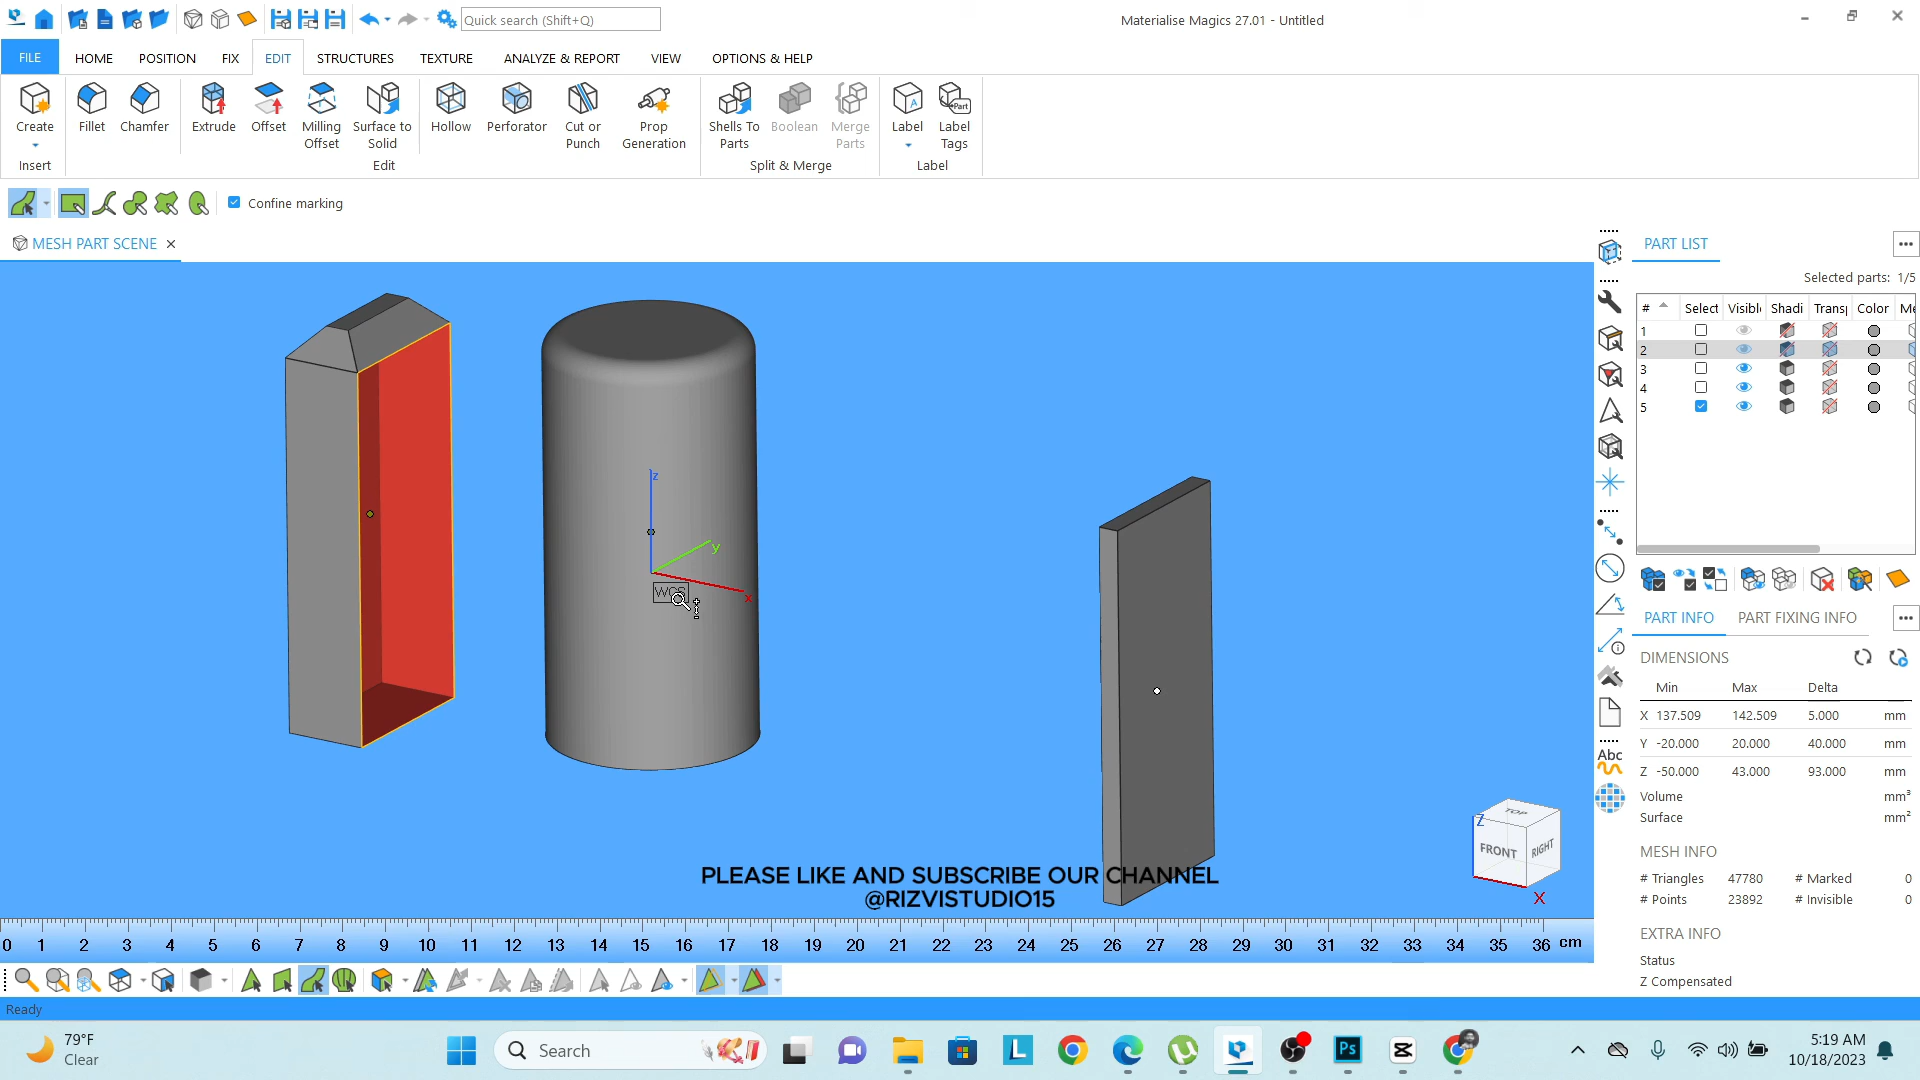 Quick search (Shift+Q)
Materialise Magics 27.01 - Untitled
FILE HOME POSITION FIX EDIT STRUCTURES TEXTURE ANALYZE & REPORT VIEW OPTIONS & HELP
Create Fillet Chamfer Extrude Offset Milling Offset Surface to Solid Hollow Perforator Cut or Punch Prop Generation Shells To Parts Boolean Merge Parts Label Label Tags
Insert Edit Split & Merge Label
Confine marking
MESH PART SCENE
PART LIST
Selected parts: 1/5
# Select Visibl Shadi Transp Color Me
1
2
3
4
5
z
y
x
WCS
PART INFO PART FIXING INFO
DIMENSIONS
Min Max Delta
X 137.509 142.509 5.000 mm
Y -20.000 20.000 40.000 mm
Z -50.000 43.000 93.000 mm
Volume mm³
Surface mm²
MESH INFO
# Triangles 47780 # Marked 0
# Points 23892 # Invisible 0
EXTRA INFO
Status
Z Compensated
Abc
TOP
Z
FRONT RIGHT
X
PLEASE LIKE AND SUBSCRIBE OUR CHANNEL
@RIZVISTUDIO15
0 1 2 3 4 5 6 7 8 9 10 11 12 13 14 15 16 17 18 19 20 21 22 23 24 25 26 27 28 29 30 31 32 33 34 35 36 cm
Ready
79°F
Clear
Search
Ps
5:19 AM
10/18/2023